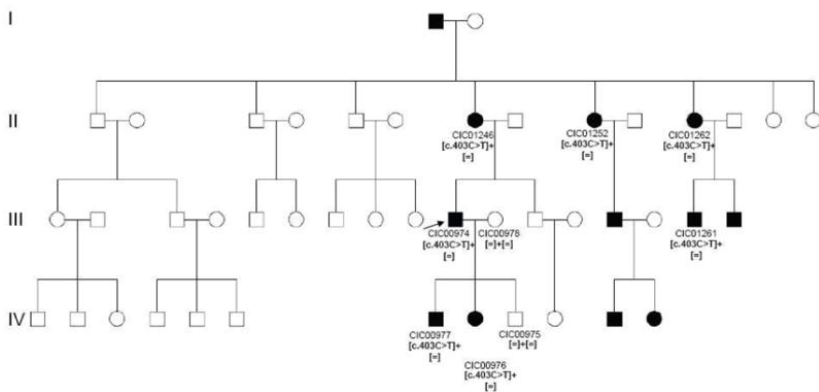 I
II
CIC01246
[c.403C>T]+
[=]
CIC01252
[c.403C>T]+
[=]
CIC01262
[c.403C>T]+
[=]
III
CIC00974
[c.403C>T]+
[=]
CIC00978
[=]+[=]
CIC01261
[c.403C>T]+
[=]
IV
CIC00977
[c.403C>T]+
[=]
CIC00976
[c.403C>T]+
[=]
CIC00975
[=]+[=]